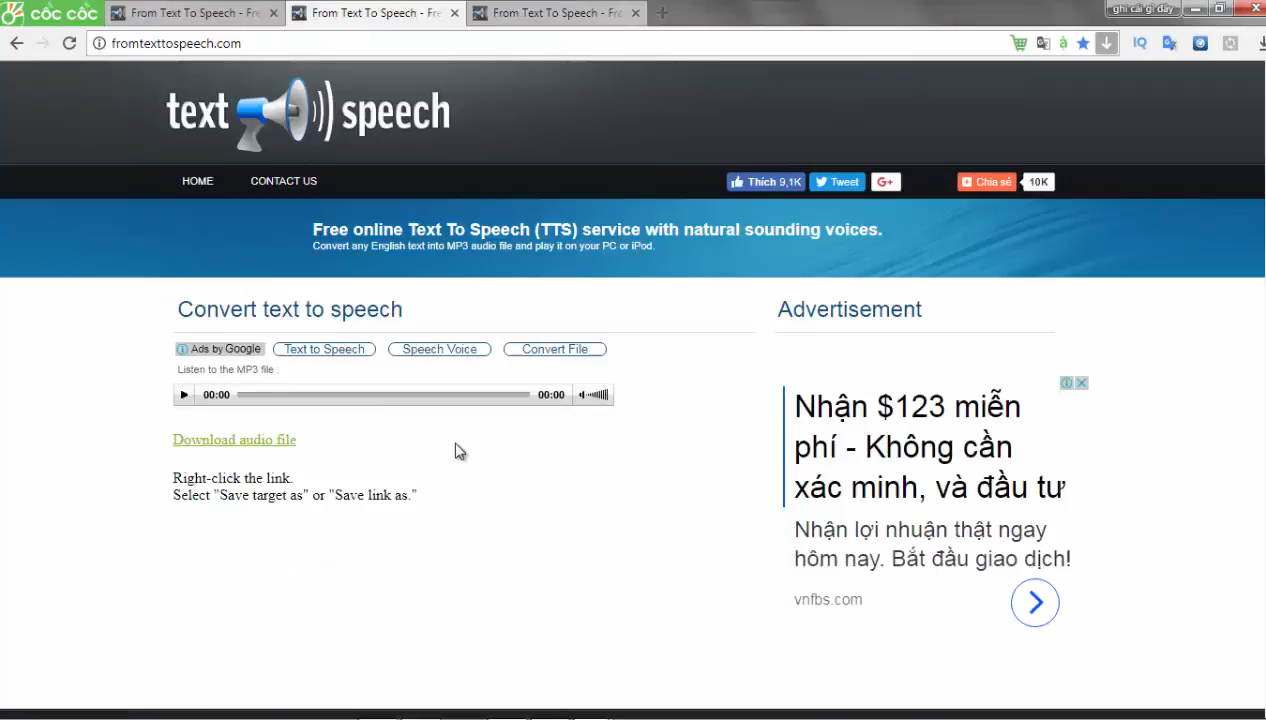 cốc cốc
From Text To Speech - Fre
From Text To Speech - Fre
From Text To Speech - Fre
ghi cái gì đây
fromtexttospeech.com
IQ
text speech
HOME CONTACT US
Thích 9,1K Tweet G+ Chia sẻ 10K
Free online Text To Speech (TTS) service with natural sounding voices.
Convert any English text into MP3 audio file and play it on your PC or iPod.
Convert text to speech
Ads by Google Text to Speech Speech Voice Convert File
Listen to the MP3 file .
00:00 00:00
Download audio file
Right-click the link.
Select "Save target as" or "Save link as."
Advertisement
Nhận $123 miễn
phí - Không cần
xác minh, và đầu tư
Nhận lợi nhuận thật ngay
hôm nay. Bắt đầu giao dịch!
vnfbs.com